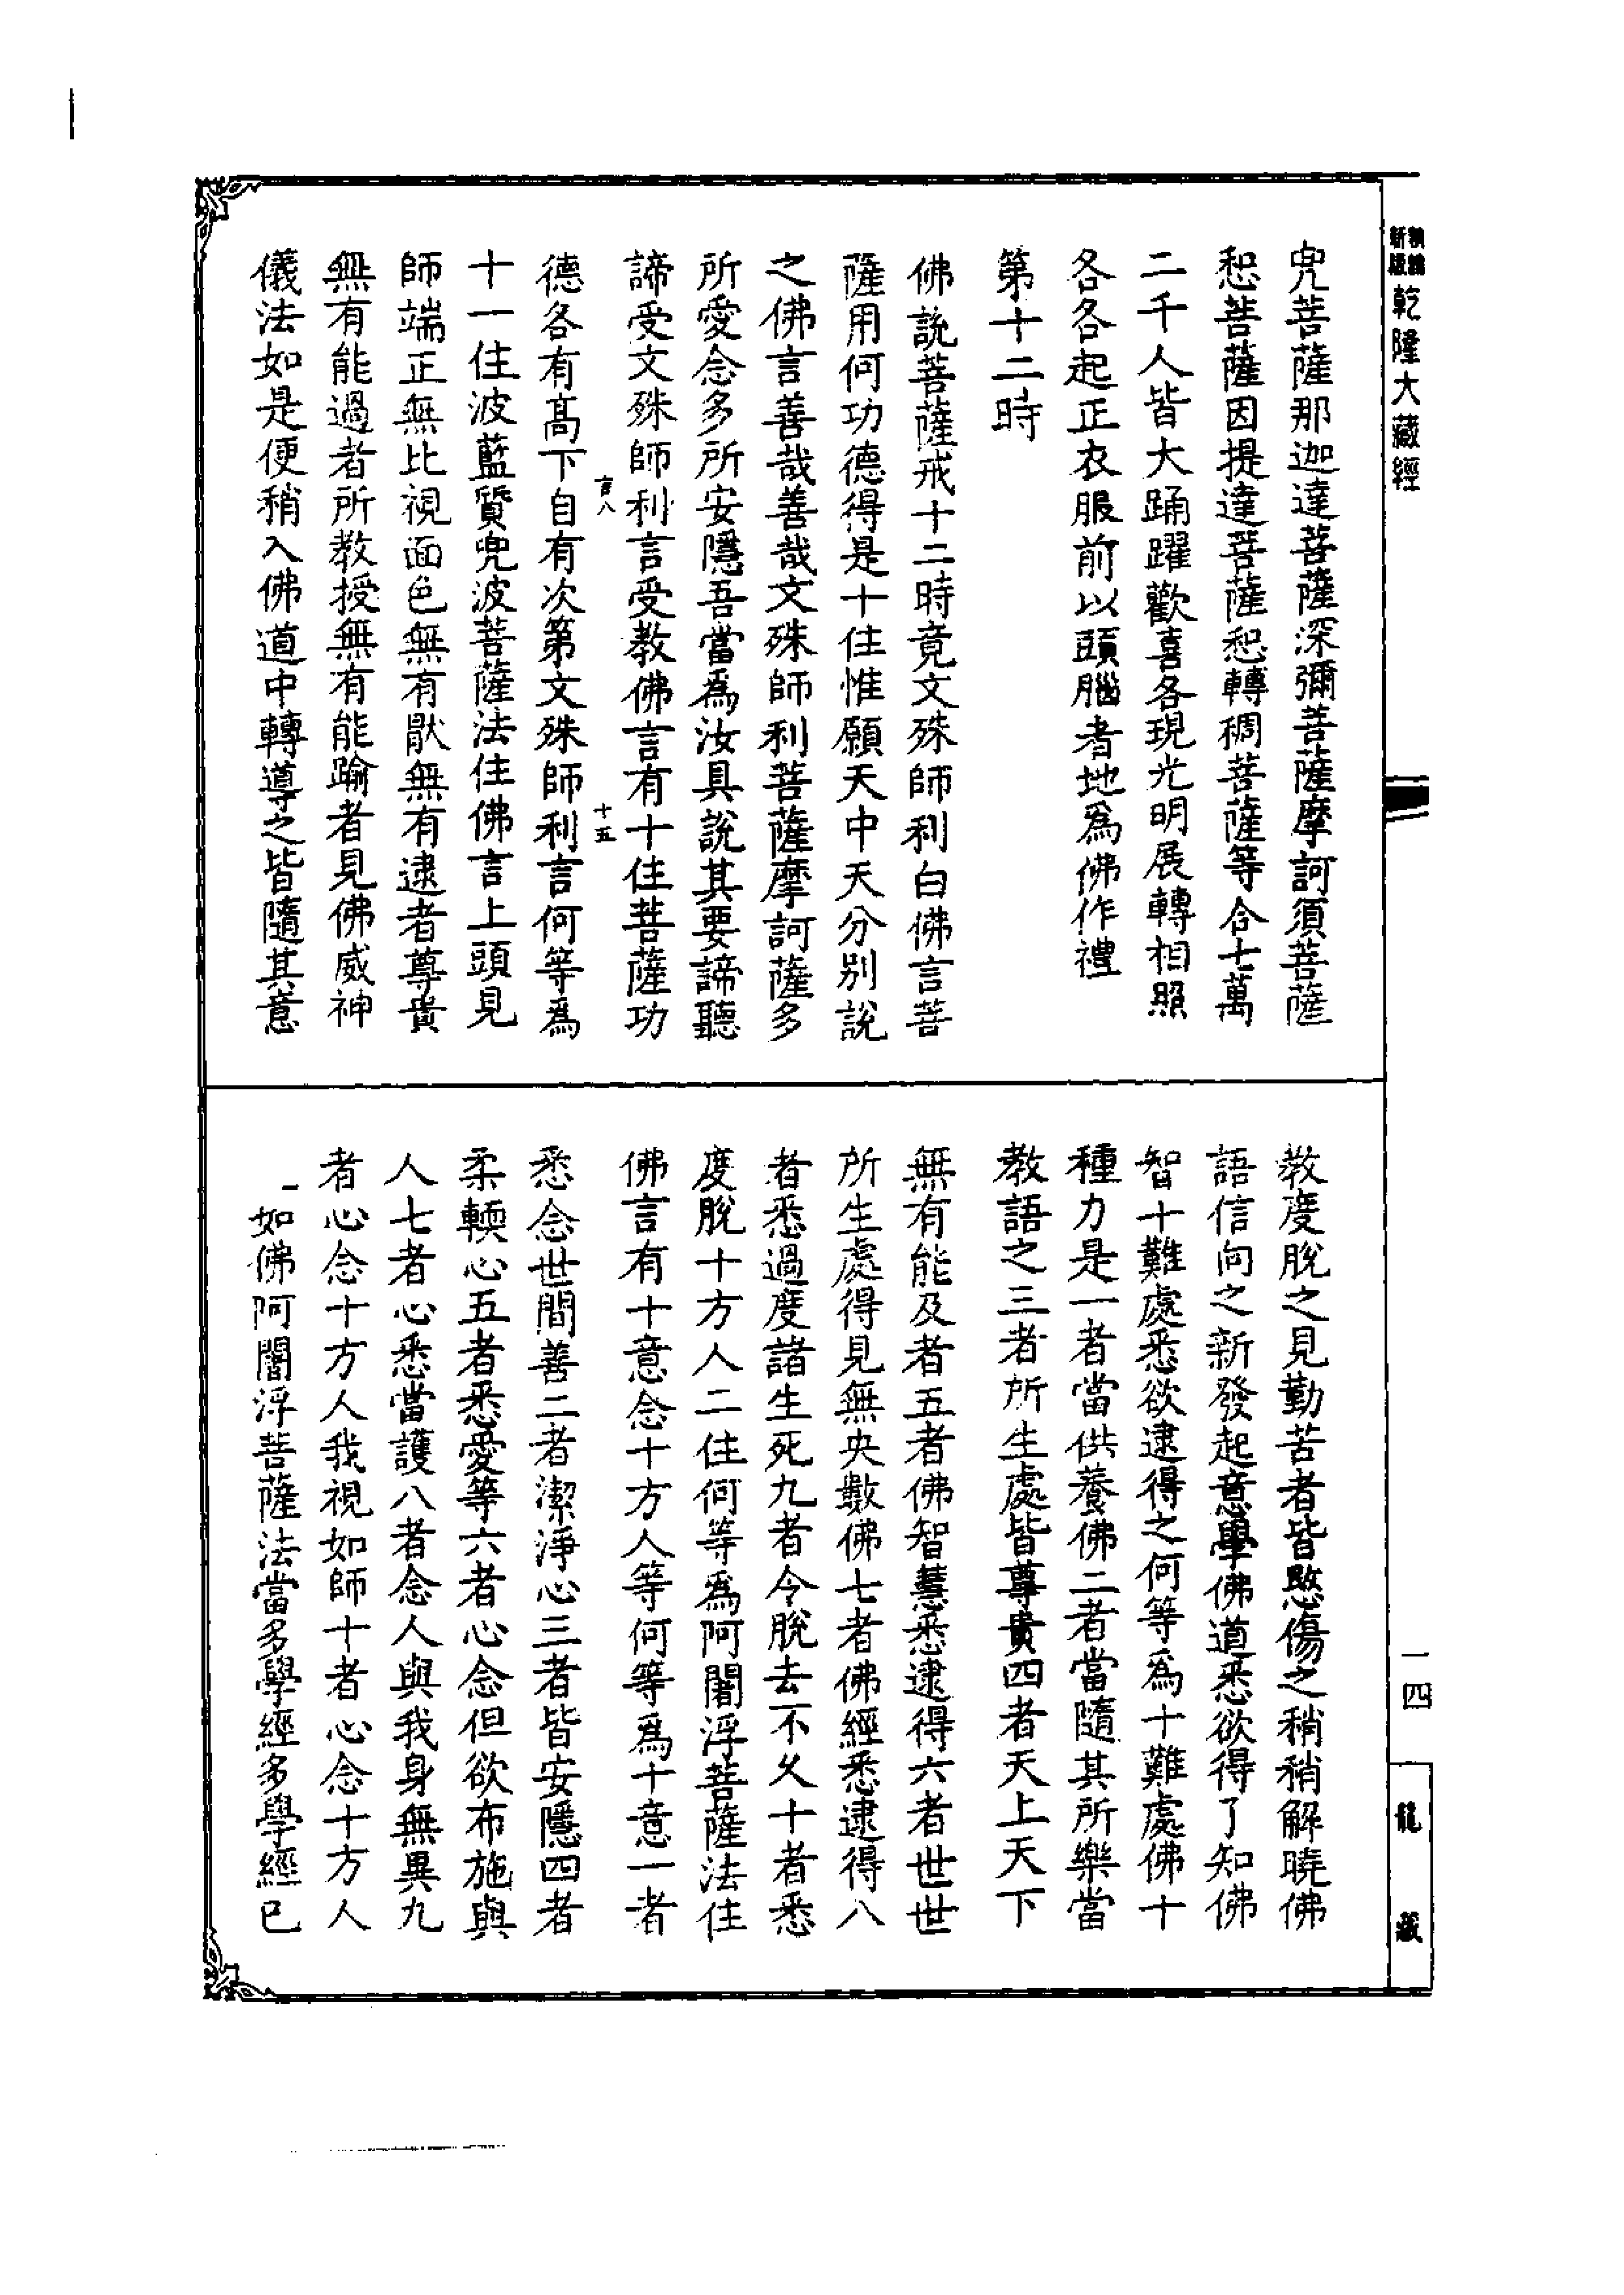 乾隆大藏經
兜菩薩那迦達菩薩深彌菩薩摩訶須菩薩
惒菩薩因提達菩薩惒轉稠菩薩等合七萬
二千人皆大踊躍歡喜各現光明展轉相照
各各起正衣服前以頭腦著地爲佛作禮
第十二時
佛說菩薩戒十二時竟文殊師利白佛言菩
薩用何功德得是十住惟願天中天分別說
之佛言善哉善哉文殊師利菩薩摩訶薩多
所愛念多所安隱吾當爲汝具說其要諦聽
諦受文殊師利言受教佛言有十住菩薩功
言八
十五
德各有高下自有次第文殊師利言何等爲
十一住波藍質兜波菩薩法住佛言上頭見
師端正無比視面色無有猒無有逮者尊貴
無有能過者所教授無有能踰者見佛威神
儀法如是便稍入佛道中轉導之皆隨其意
教度脫之見勤苦者皆愍傷之稍稍解曉佛
語信向之新發起意學佛道悉欲得了知佛
智十難處悉欲逮得之何等爲十難處佛十
種力是一者當供養佛二者當隨其所樂當
教語之三者所生處皆尊貴四者天上天下
無有能及者五者佛智慧悉逮得六者世世
所生處得見無央數佛七者佛經悉逮得八
者悉過度諸生死九者今脫去不久十者悉
度脫十方人二住何等爲阿闍浮菩薩法住
佛言有十意念十方人等何等爲十意一者
悉念世間善二者潔淨心三者皆安隱四者
柔輭心五者悉愛等六者心念但欲布施與
人七者心悉當護八者念人與我身無異九
者心念十方人我視如師十者心念十方人
如佛阿闍浮菩薩法當多學經多學經已
一四
龍藏